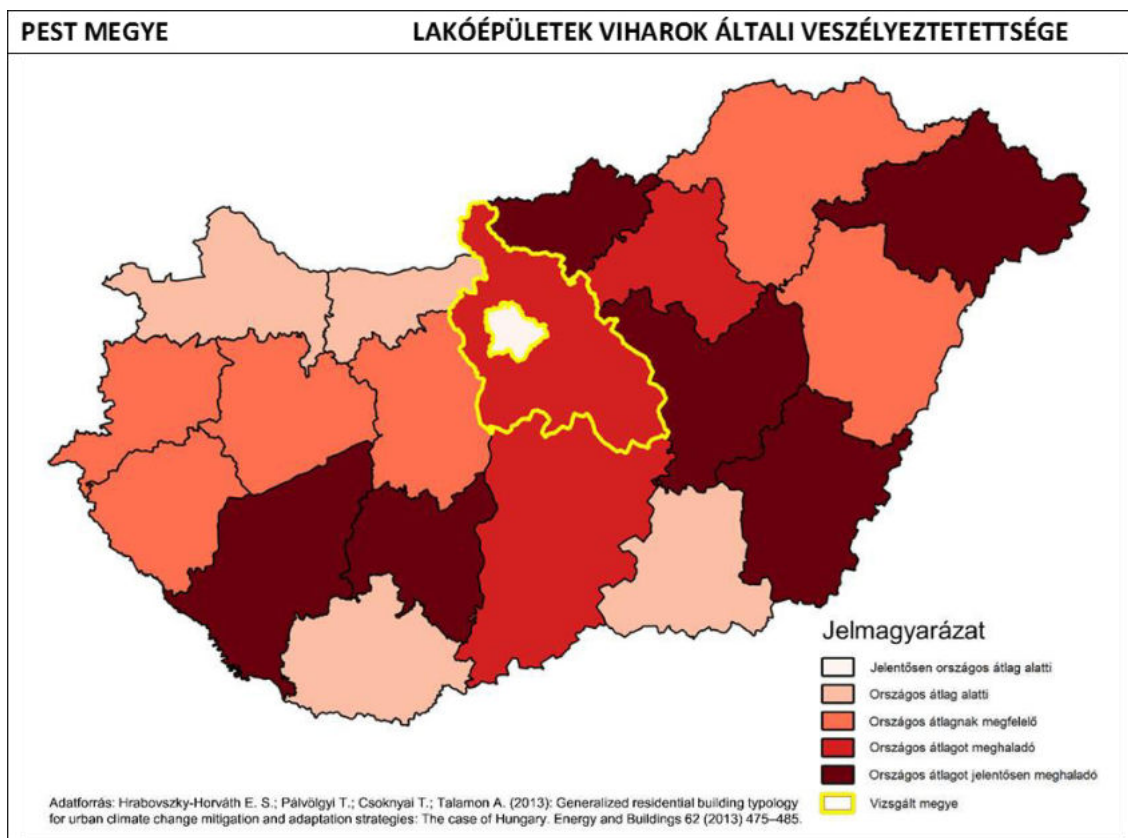 PEST MEGYE
LAKÓÉPÜLETEK VIHAROK ÁLTALI VESZÉLYEZTETETTSÉGE
Jelmagyarázat
Jelentősen országos átlag alatti
Országos átlag alatti
Országos átlagnak megfelelő
Országos átlagot meghaladó
Országos átlagot jelentősen meghaladó
Vizsgált megye
Adatforrás: Hrabovszky-Horváth E. S.; Pálvölgyi T.; Csoknyai T.; Talamon A. (2013): Generalized residential building typology
for urban climate change mitigation and adaptation strategies: The case of Hungary. Energy and Buildings 62 (2013) 475–485.